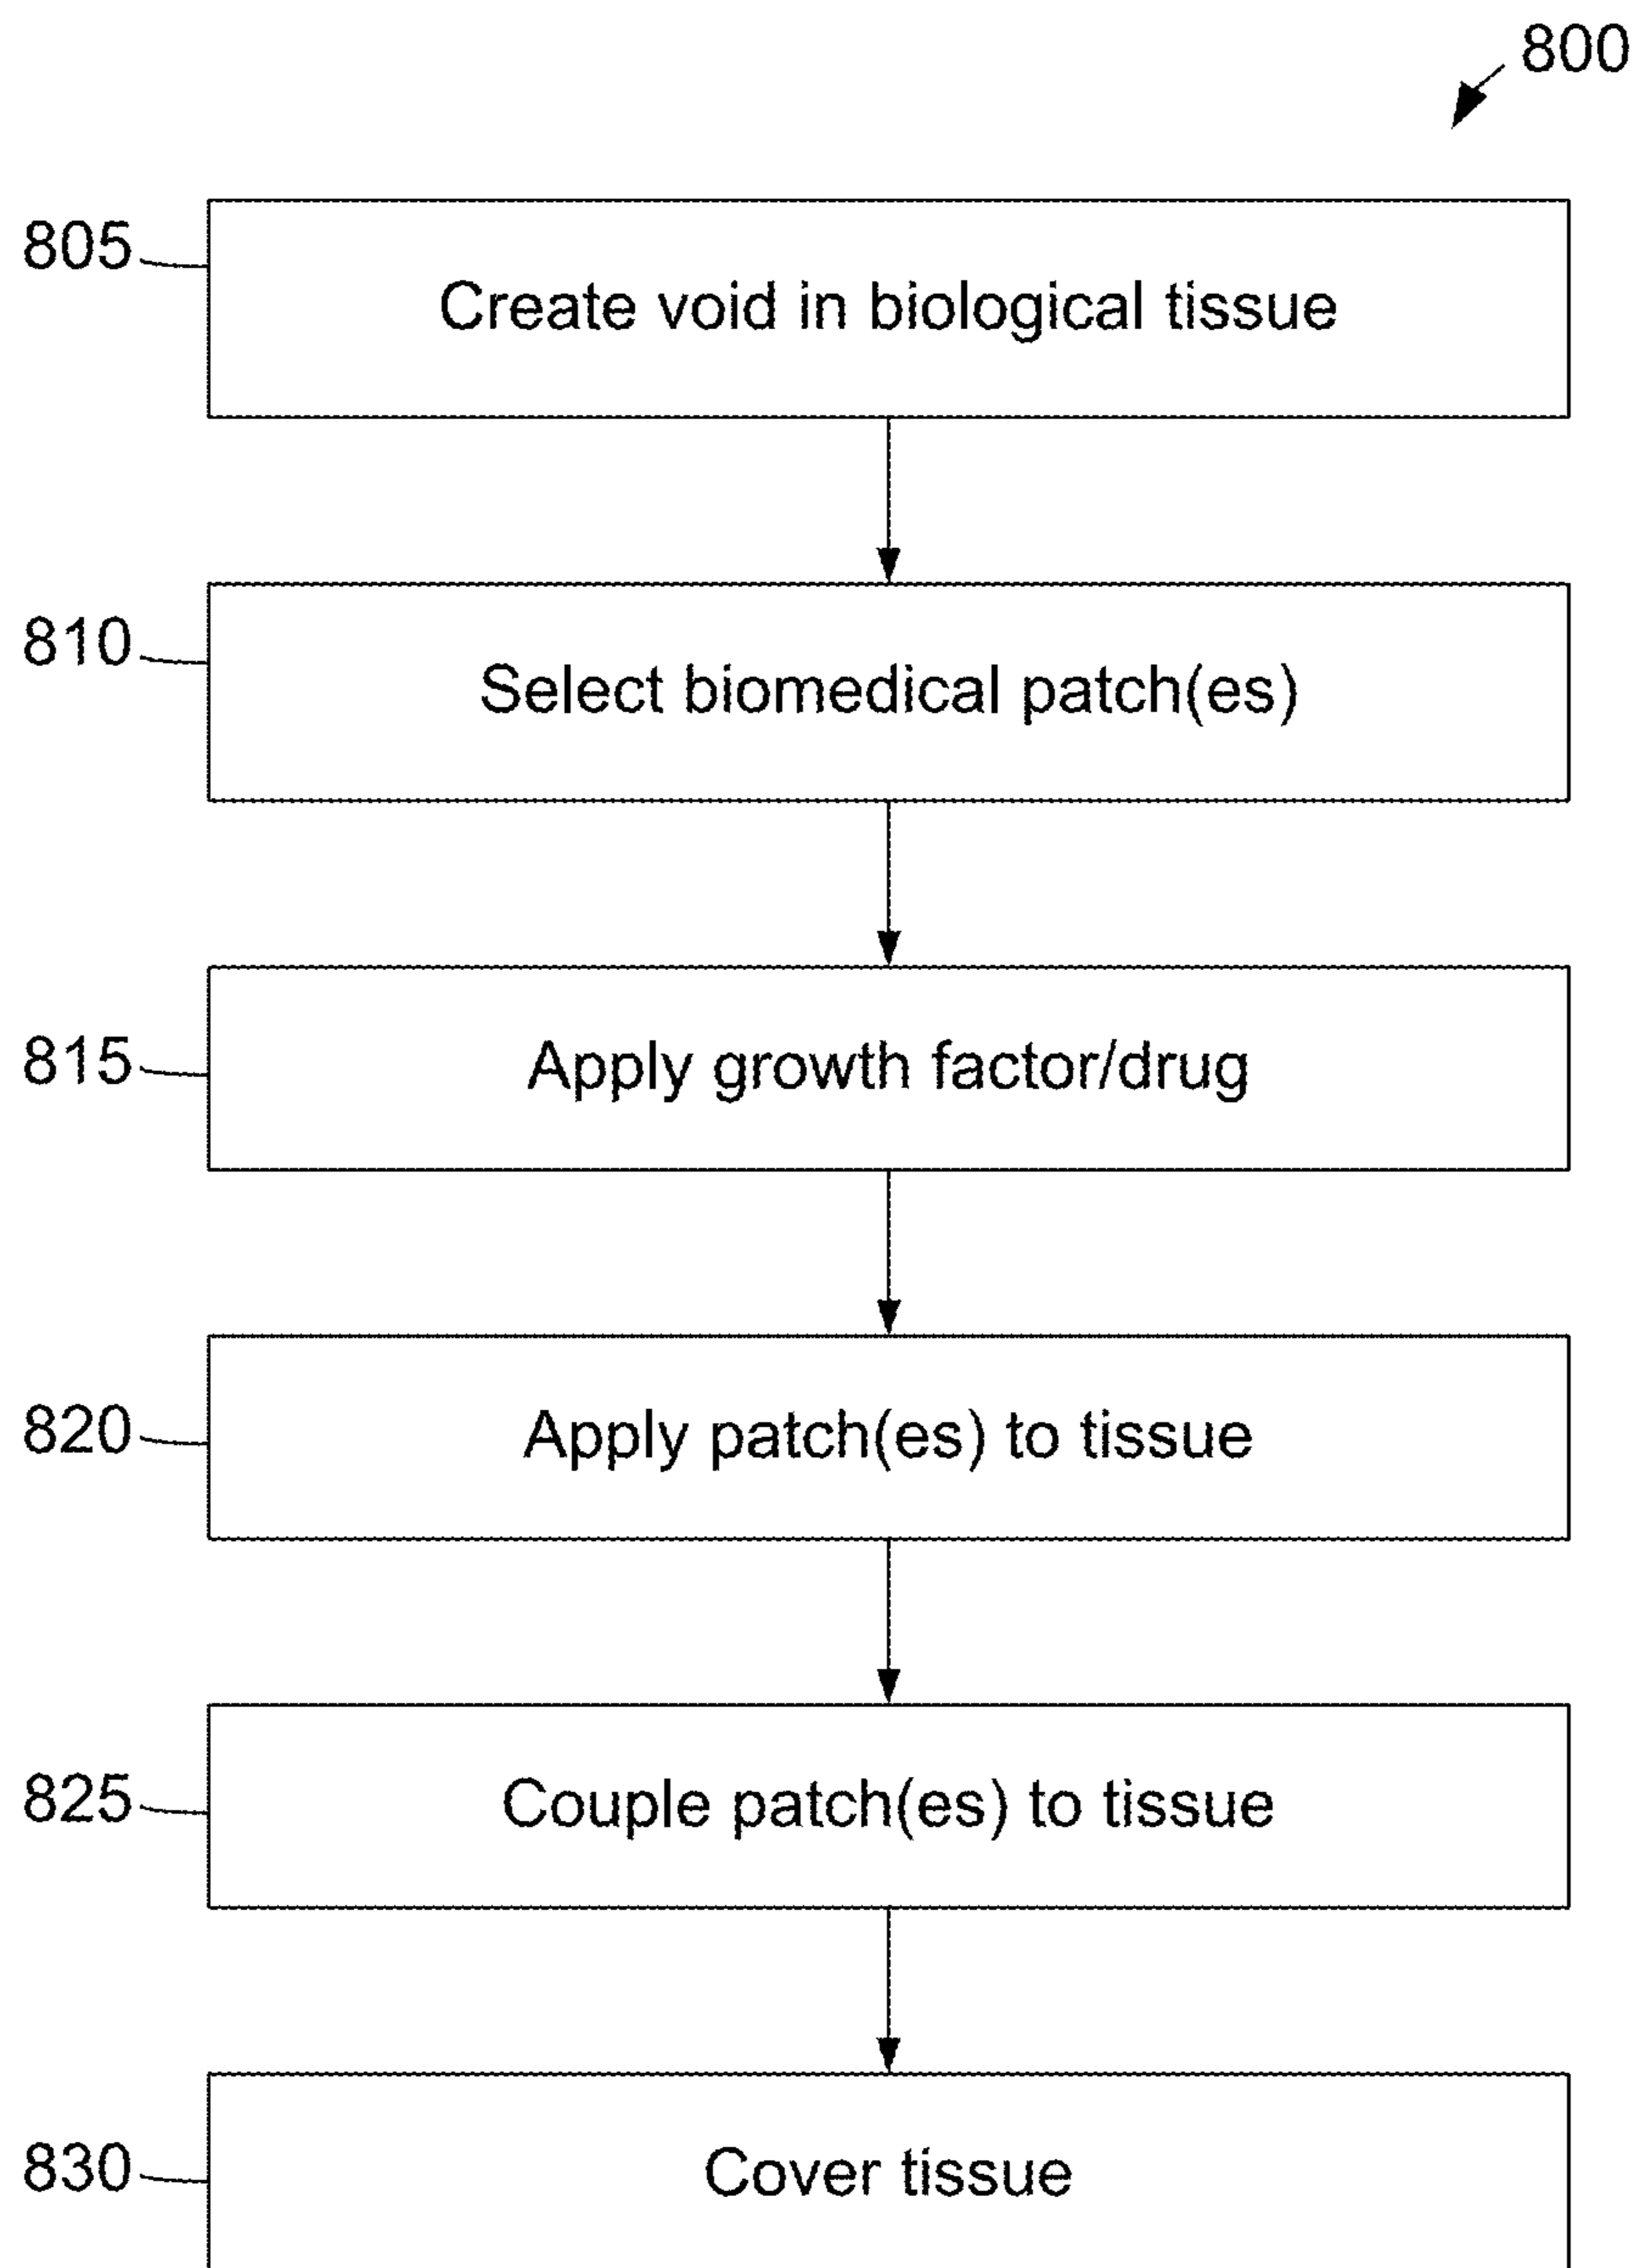 800
805
Create void in biological tissue
810
Select biomedical patch(es)
815
Apply growth factor/drug
820
Apply patch(es) to tissue
825
Couple patch(es) to tissue
830
Cover tissue